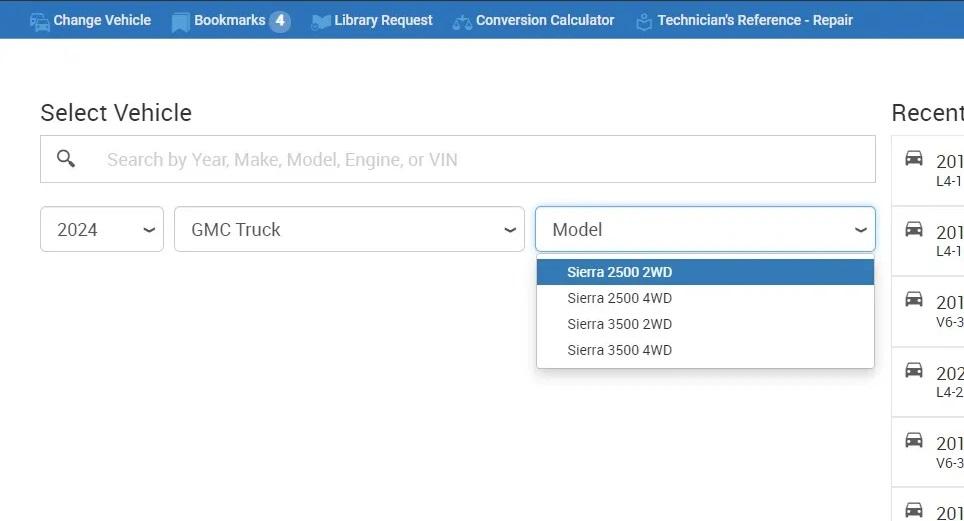 Change Vehicle Bookmarks 4 Library Request Conversion Calculator Technician's Reference - Repair
Select Vehicle
Search by Year, Make, Model, Engine, or VIN
2024 GMC Truck Model
Sierra 2500 2WD
Sierra 2500 4WD
Sierra 3500 2WD
Sierra 3500 4WD
Recent
201
L4-1
201
L4-1
201
V6-3
202
L4-2
201
V6-3
201